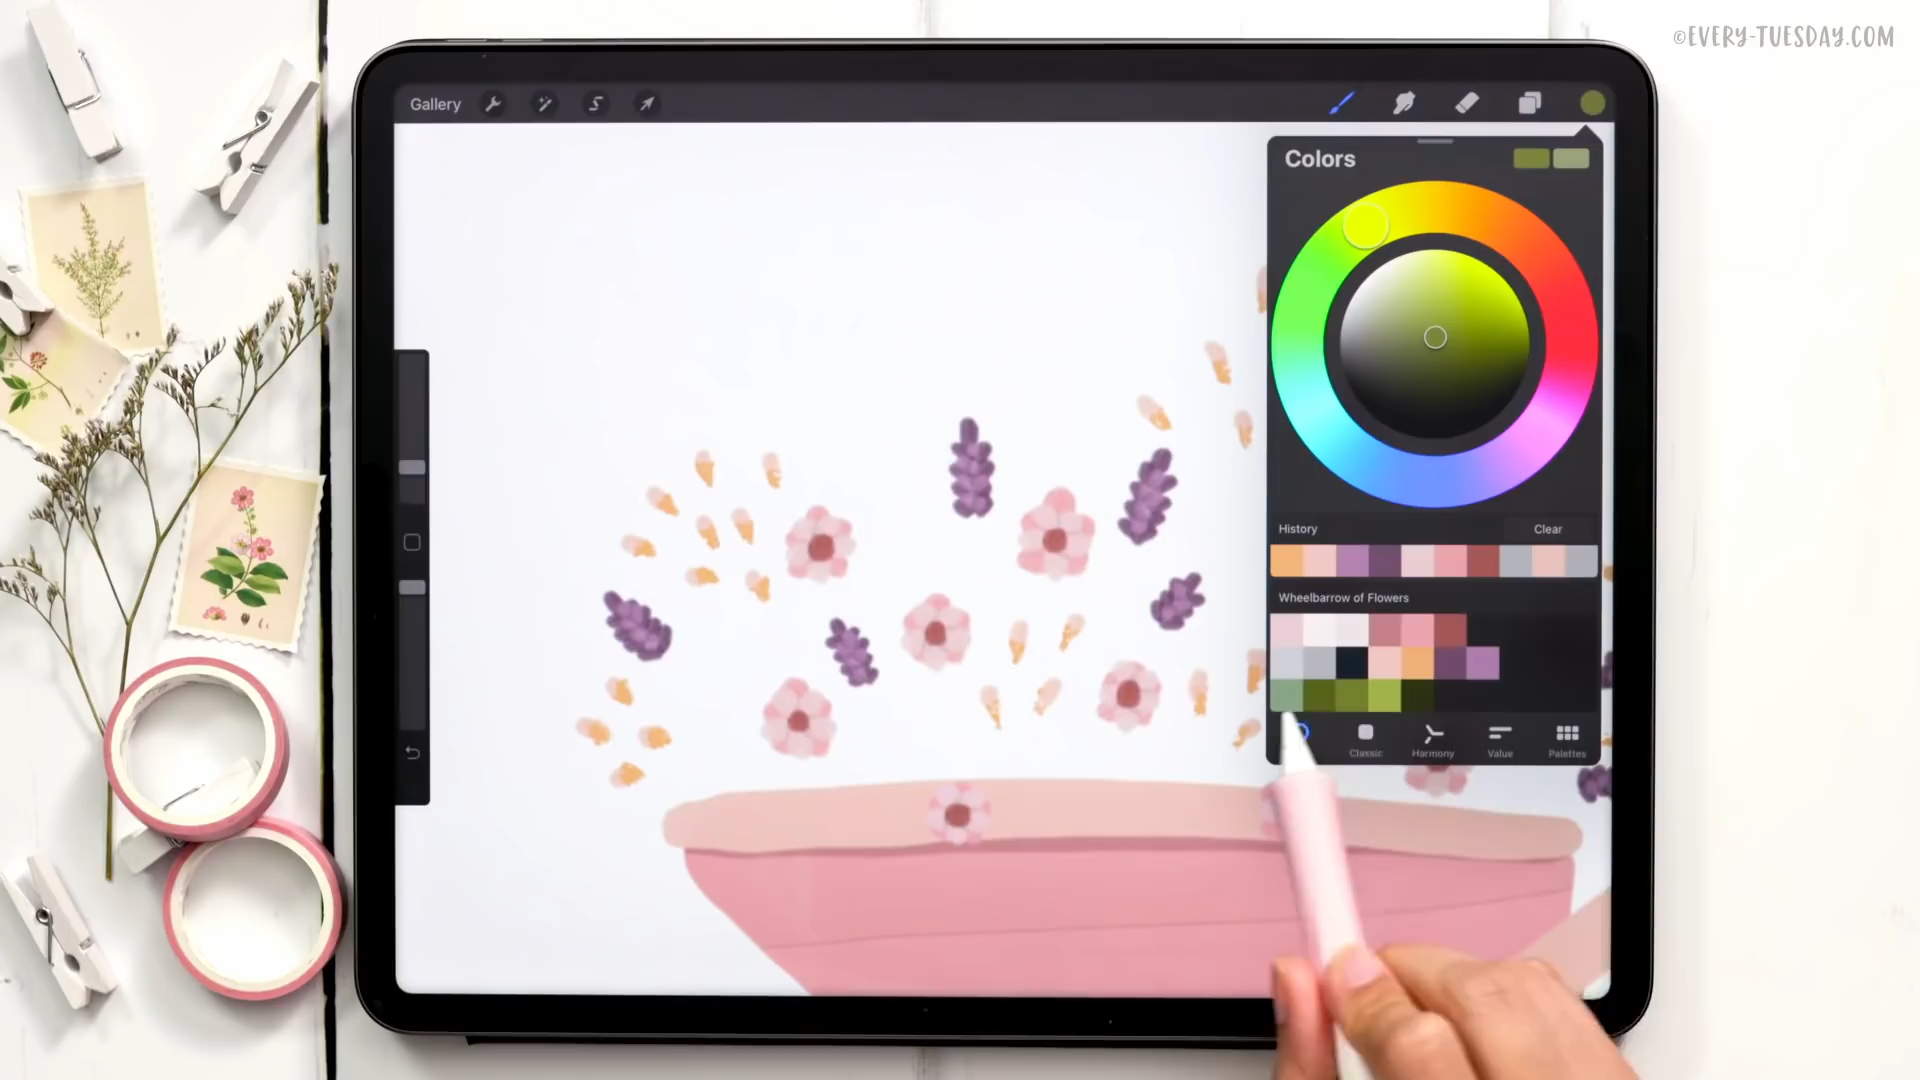 ©EVERY-TUESDAY.COM
Gallery
Colors
History Clear
Wheelbarrow of Flowers
Classic Harmony Value Palettes